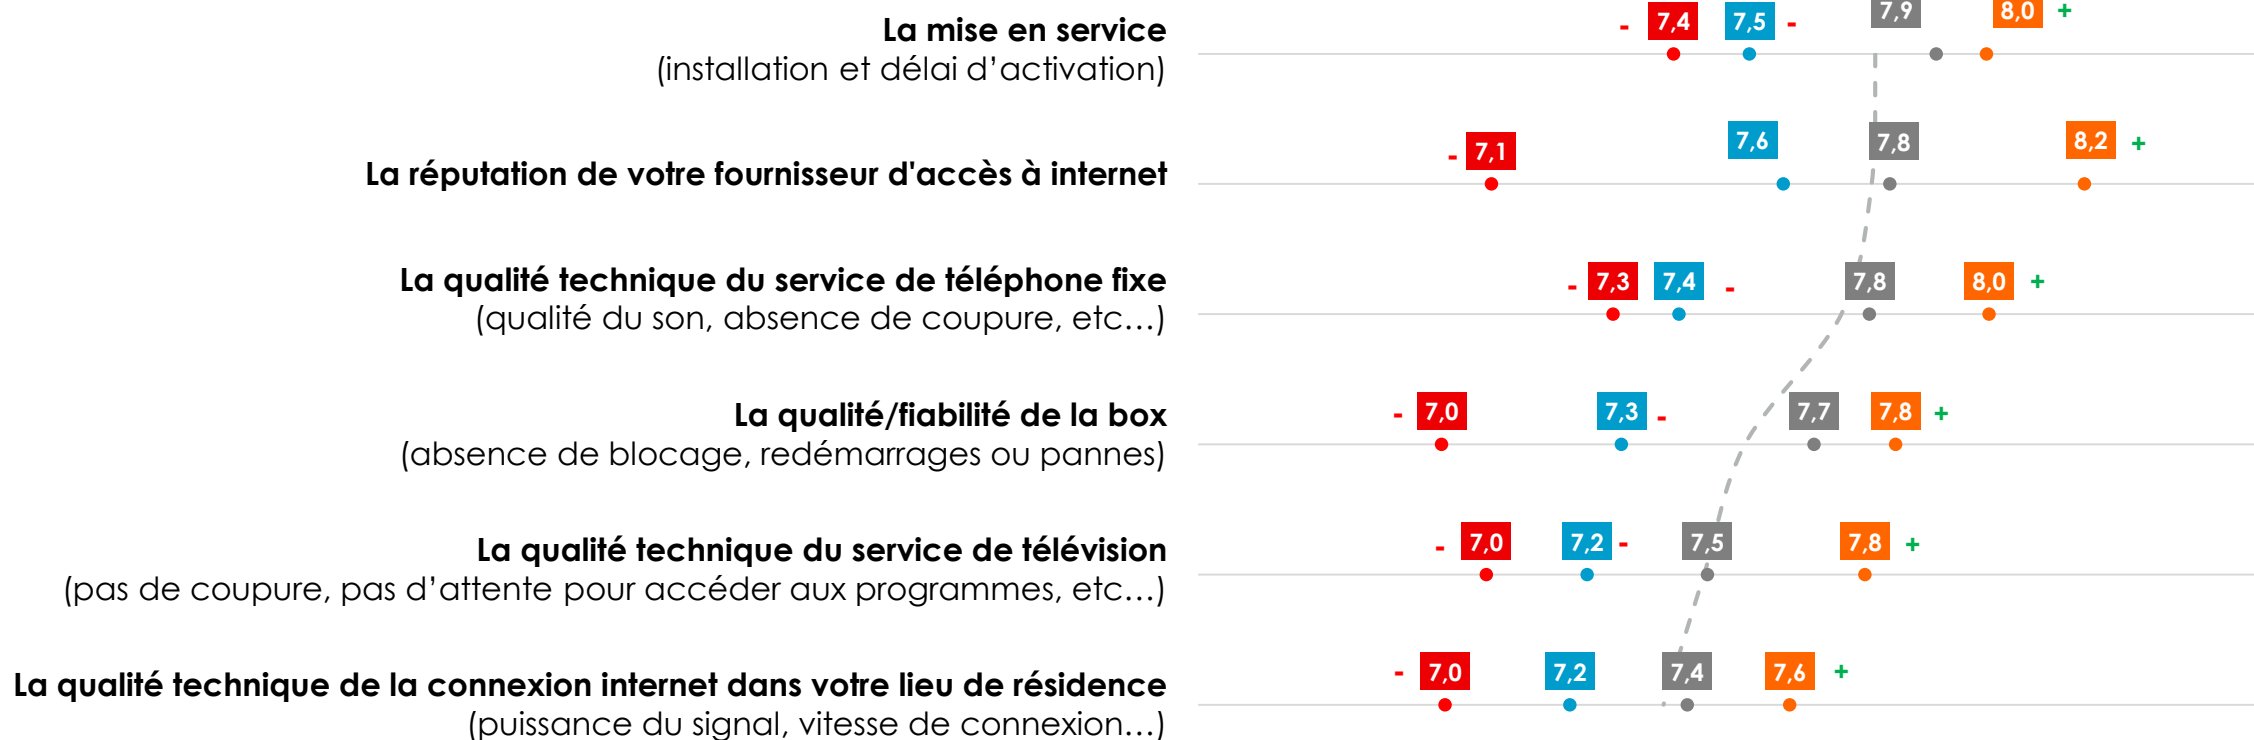 La mise en service
(installation et délai d’activation)
- 7,4 7,5 - 7,9 8,0 +
La réputation de votre fournisseur d'accès à internet
- 7,1 7,6 7,8 8,2 +
La qualité technique du service de téléphone fixe
(qualité du son, absence de coupure, etc…)
- 7,3 7,4 - 7,8 8,0 +
La qualité/fiabilité de la box
(absence de blocage, redémarrages ou pannes)
- 7,0 7,3 - 7,7 7,8 +
La qualité technique du service de télévision
(pas de coupure, pas d’attente pour accéder aux programmes, etc…)
- 7,0 7,2 - 7,5 7,8 +
La qualité technique de la connexion internet dans votre lieu de résidence
(puissance du signal, vitesse de connexion…)
- 7,0 7,2 7,4 7,6 +